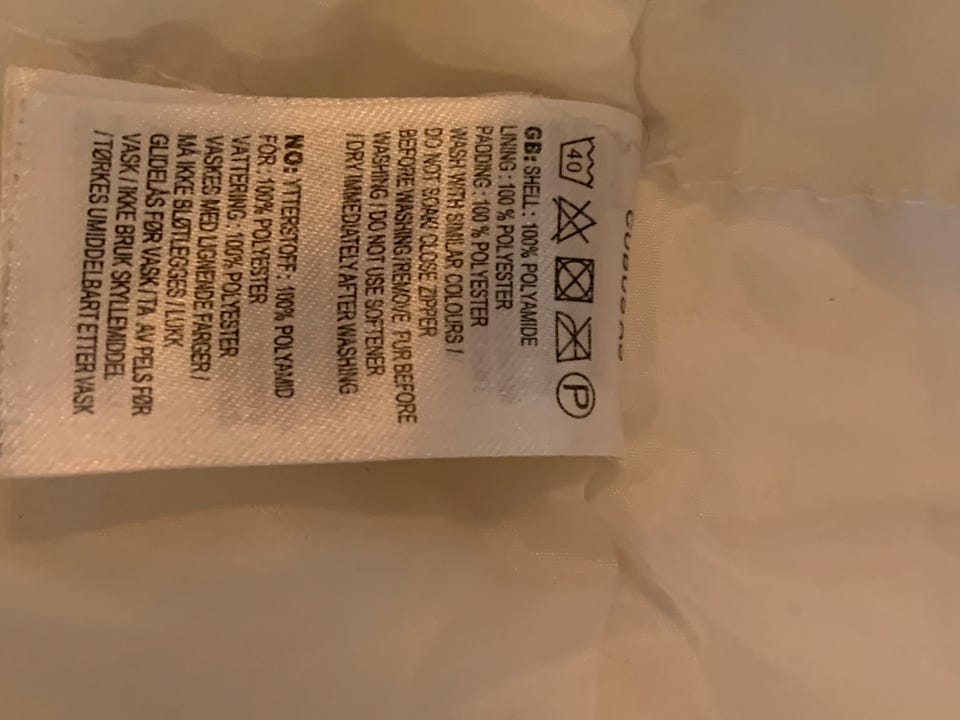 40 P
GB: SHELL : 100% POLYAMIDE
LINING : 100 % POLYESTER
PADDING : 100 % POLYESTER
WASH WITH SIMILAR COLOURS /
DO NOT SOAK /CLOSE ZIPPER
BEFORE WASHING /REMOVE FUR BEFORE
WASHING / DO NOT USE SOFTENER
/ DRY IMMEDIATELY AFTER WASHING
NO: YTTERSTOFF : 100% POLYAMID
FÔR : 100% POLYESTER
VATTERING : 100% POLYESTER
VASKES MED LIGNENDE FARGER /
MÅ IKKE BLØTLEGGES / LUKK
GLIDELÅS FØR VASK /TA AV PELS FØR
VASK / IKKE BRUK SKYLLEMIDDEL
/ TØRKES UMIDDELBART ETTER VASK